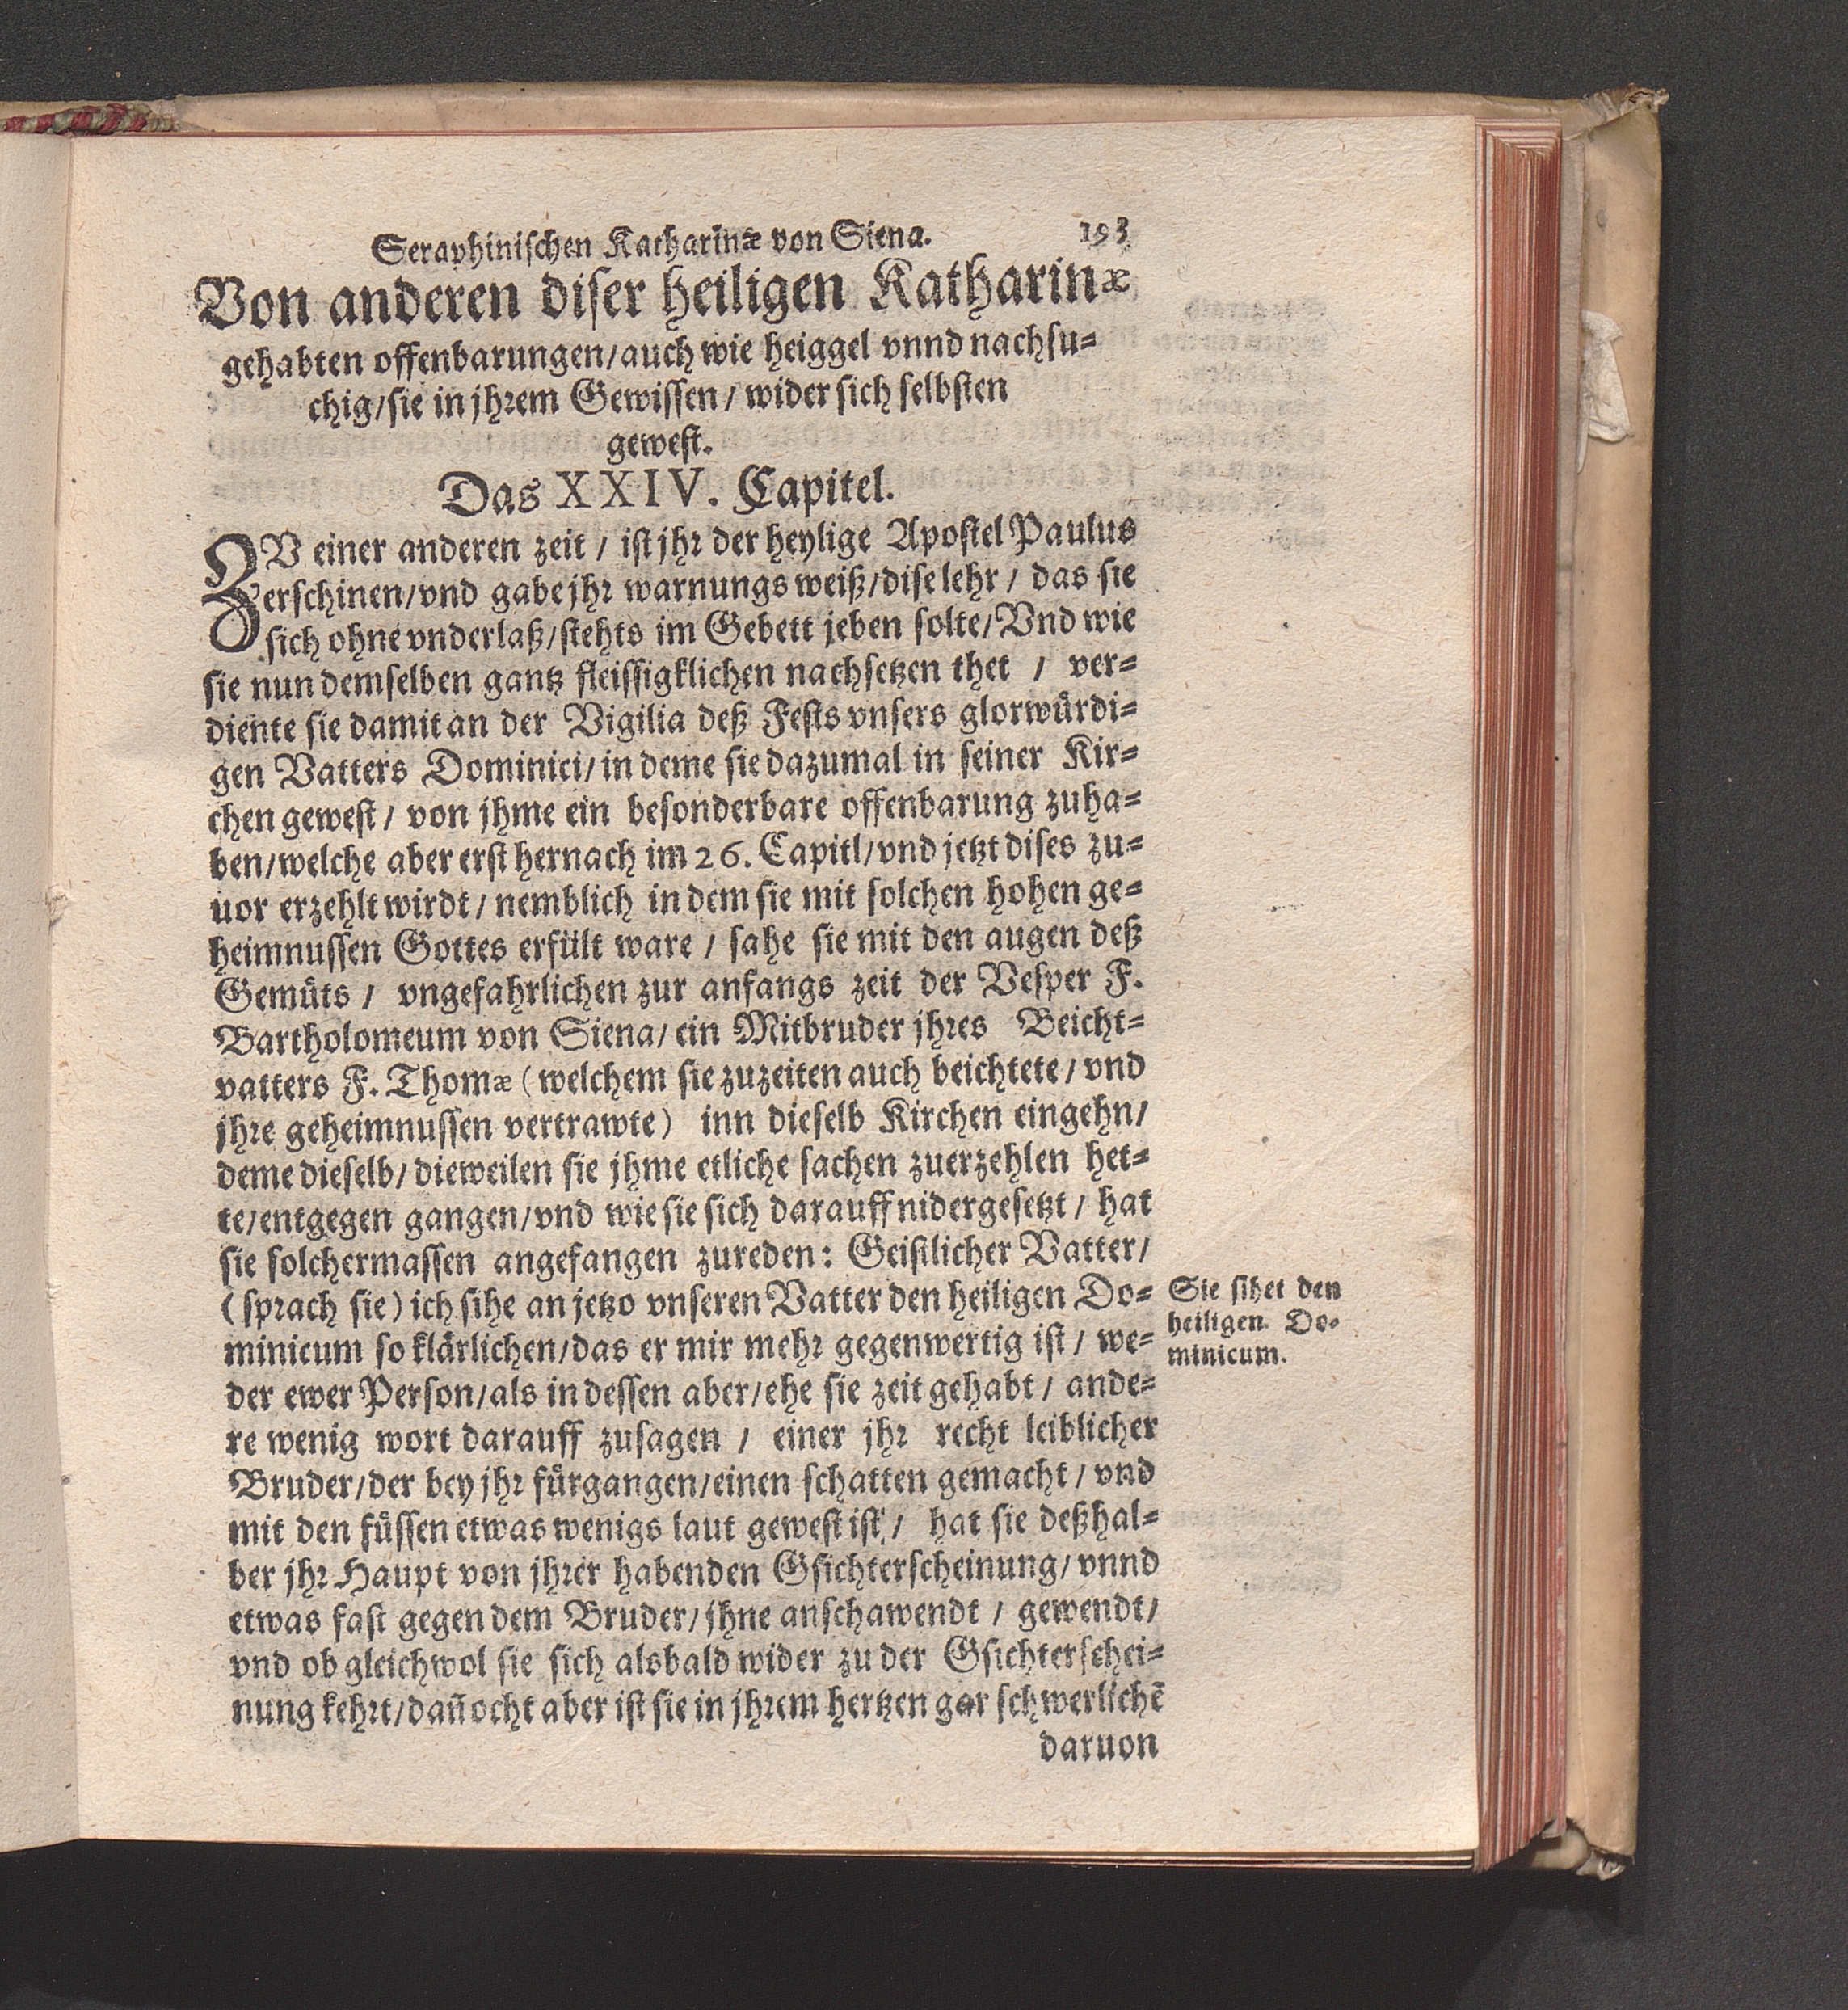 Seraphinischen Katharinæ von Siena. 193
Von anderen diser heiligen Katharinæ
gehabten offenbarungen/auch wie heiggel vnnd nachsu-
chig/sie in jhrem Gewissen/ wider sich selbsten
gewest.
Das XXIV. Capitel.
ZV einer anderen zeit / ist jhr der heylige Apostel Paulus
erschinen/vnd gabe jhr warnungs weiß/dise lehr / das sie
sich ohne vnderlaß/stehts im Gebett jeben solte/Vnd wie
sie nun demselben gantz fleissigklichen nachsetzen thet / ver-
diente sie damit an der Vigilia deß Fests vnsers glorwürdi-
gen Vatters Dominici/ in deme sie dazumal in seiner Kir-
chen gewest/ von jhme ein besonderbare offenbarung zuha-
ben/welche aber erst hernach im 26. Capitl/vnd jetzt dises zu-
uor erzehlt wirdt/ nemblich in dem sie mit solchen hohen ge-
heimnussen Gottes erfült ware / sahe sie mit den augen deß
Gemüts / vngefahrlichen zur anfangs zeit der Vesper F.
Bartholomeum von Siena/ ein Mitbruder jhres Beicht-
vatters F. Thomæ (welchem sie zuzeiten auch beichtete/ vnd
jhre geheimnussen vertrawte) inn dieselb Kirchen eingehn/
deme dieselb/ dieweilen sie jhme etliche sachen zuerzehlen het-
te/entgegen gangen/vnd wie sie sich darauff nidergesetzt / hat
sie solchermassen angefangen zureden: Geistlicher Vatter/
(sprach sie) ich sihe an jetzo vnseren Vatter den heiligen Do-
minicum so klärlichen/das er mir mehr gegenwertig ist/ we-
der ewer Person/als in dessen aber/ehe sie zeit gehabt/ ande-
re wenig wort darauff zusagen / einer jhr recht leiblicher
Bruder/der bey jhr fürgangen/einen schatten gemacht/ vnd
mit den füssen etwas wenigs laut gewest ist / hat sie deßhal-
ber jhr Haupt von jhrer habenden Gsichterscheinung/ vnnd
etwas fast gegen dem Bruder/ jhne anschawendt / gewendt/
vnd ob gleichwol sie sich alsbald wider zu der Gsichterschei-
nung kehrt/dañocht aber ist sie in jhrem hertzen gar schwerlichē
daruon
Sie sihet den
heiligen Do-
minicum.